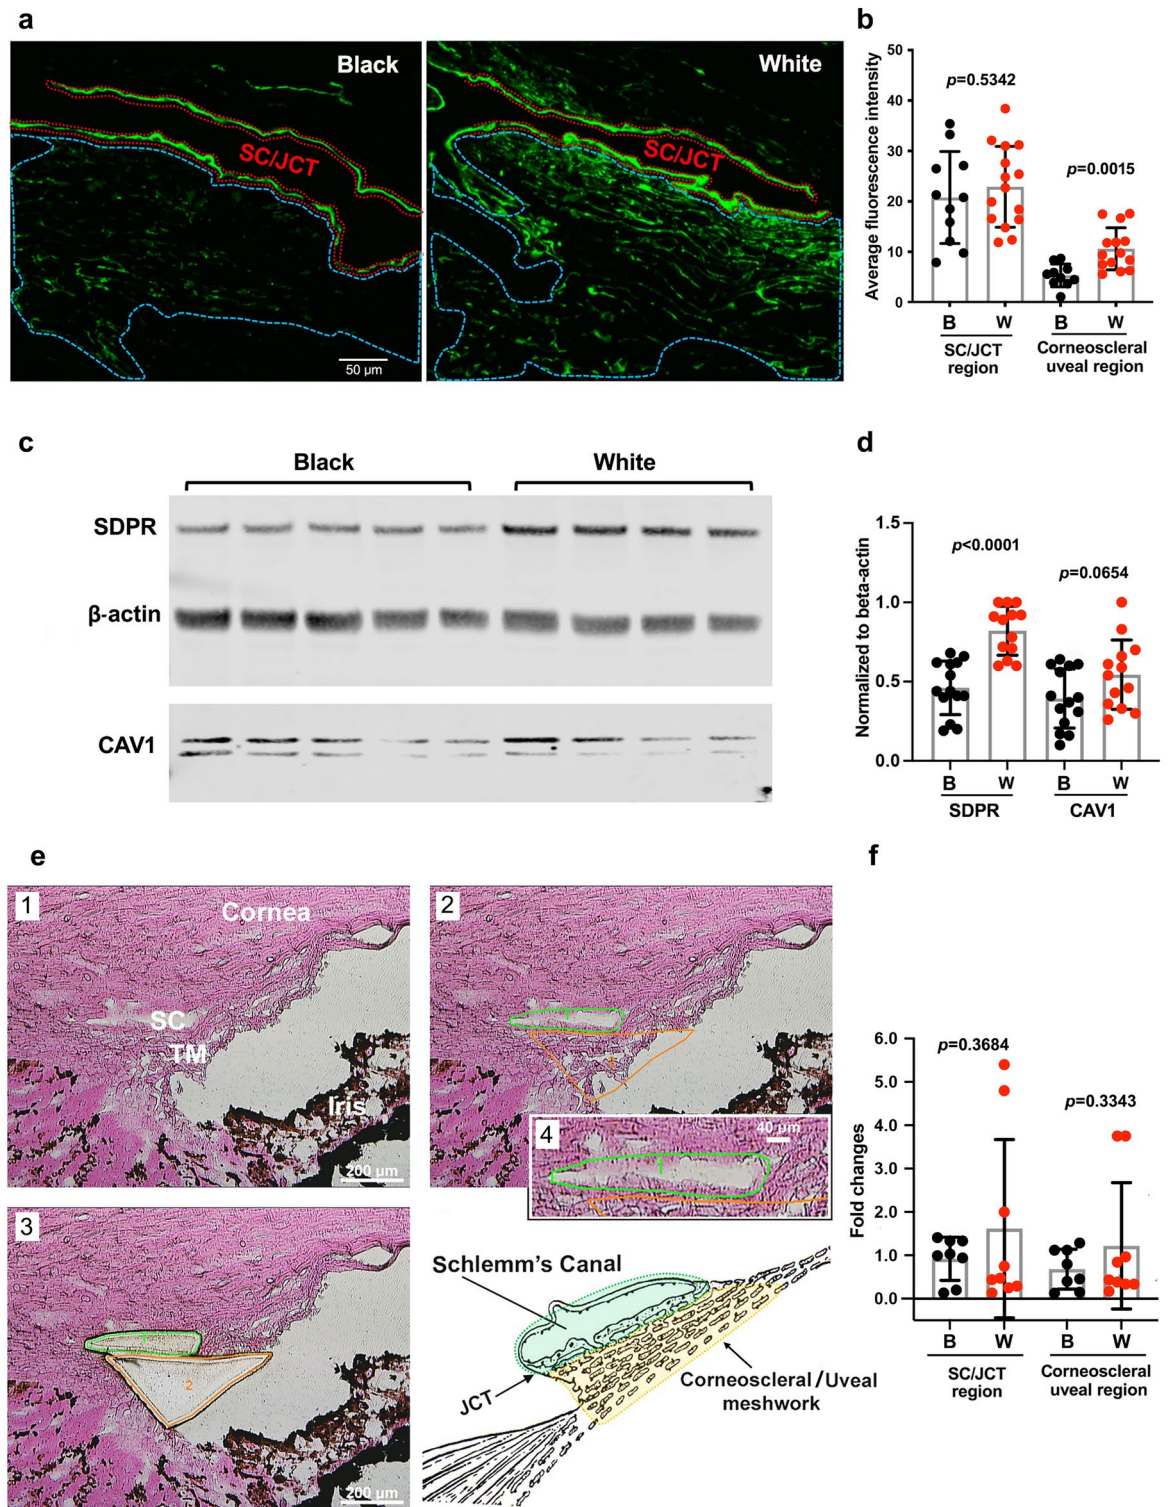 a
Black
SC/JCT
50 µm
White
SC/JCT
b
50
40
30
20
10
0
Average fluorescence intensity
p=0.5342
p=0.0015
B
W
B
W
SC/JCT
region
Corneoscleral
uveal region
c
Black
White
SDPR
β-actin
CAV1
d
1.5
1.0
0.5
0.0
Normalized to beta-actin
p<0.0001
p=0.0654
B
W
B
W
SDPR
CAV1
e
1
Cornea
SC
TM
Iris
200 µm
2
1
4
40 µm
1
3
1
2
200 µm
Schlemm's Canal
JCT
Corneoscleral/Uveal
meshwork
f
6.0
5.0
4.0
3.0
2.0
1.0
0.0
Fold changes
p=0.3684
p=0.3343
B
W
B
W
SC/JCT
region
Corneoscleral
uveal region